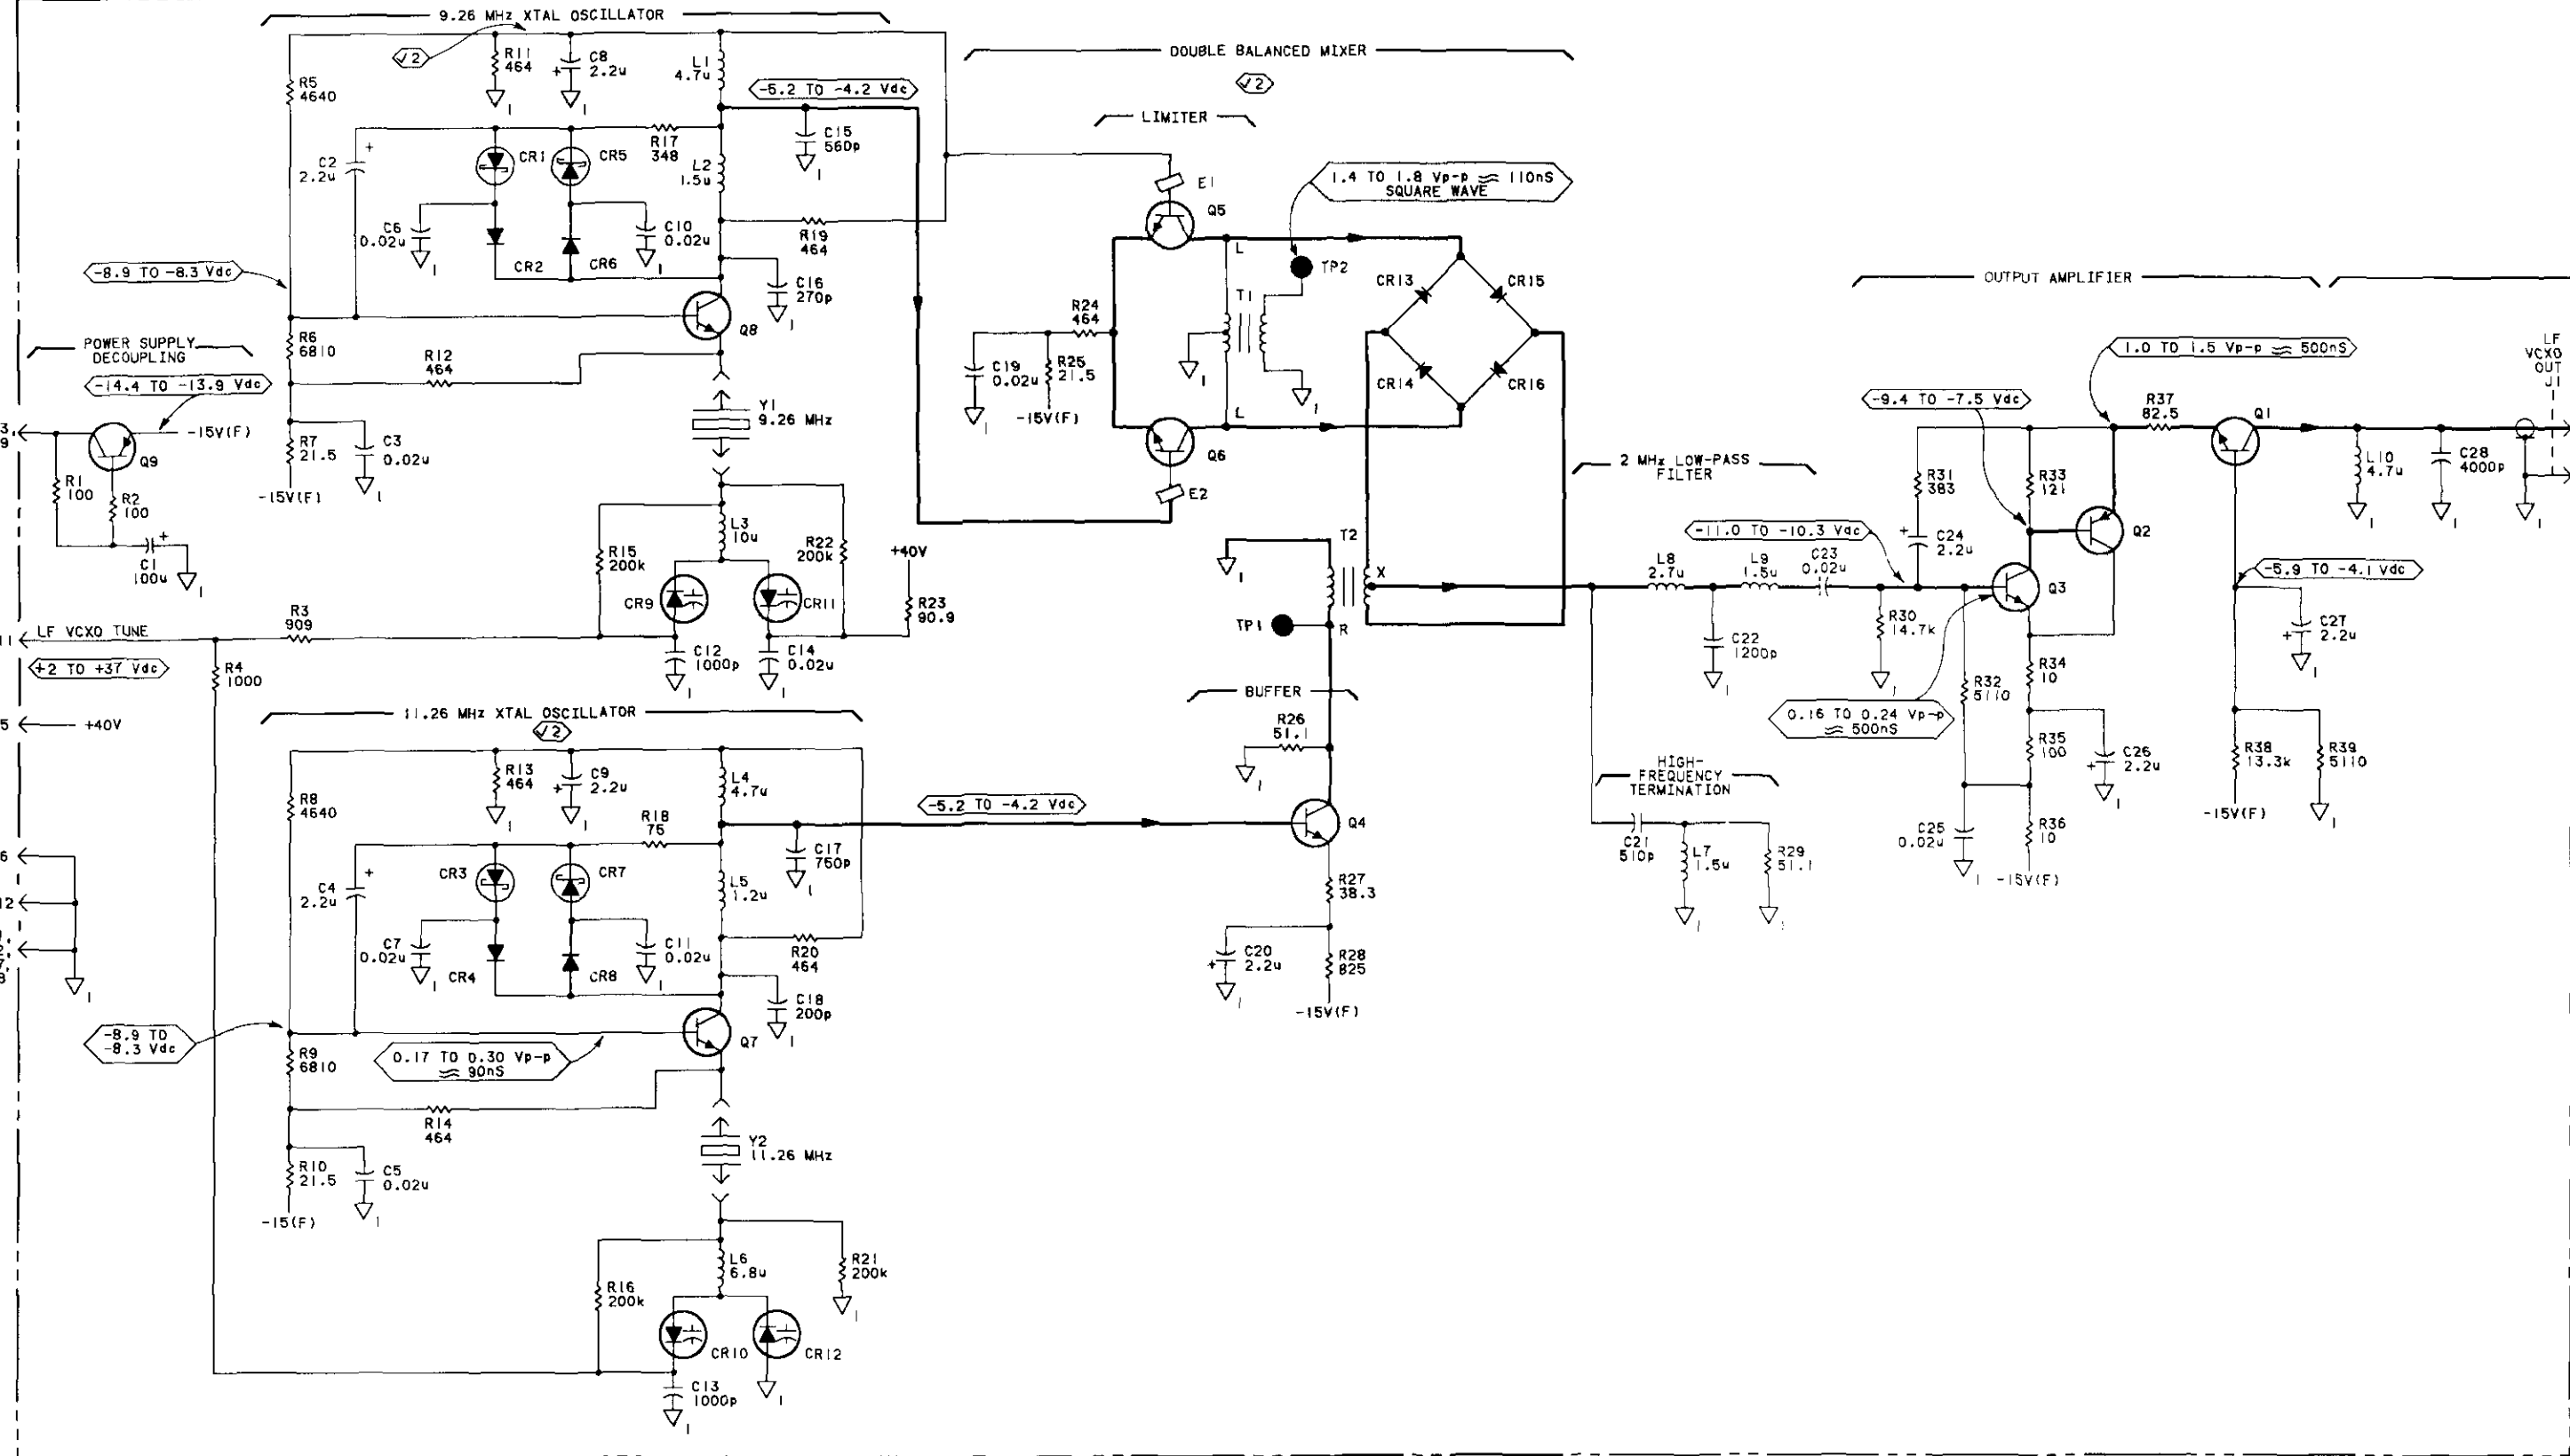 9.26 MHz XTAL OSCILLATOR
√2
R5
4640
R11
464
C8
2.2u
L1
4.7u
-5.2 TO -4.2 Vdc
C15
560p
C2
2.2u
CR1
CR5
R17
348
L2
1.5u
C6
0.02u
CR2
CR6
C10
0.02u
R19
464
C16
270p
-8.9 TO -8.3 Vdc
Q8
R6
6810
R12
464
POWER SUPPLY
DECOUPLING
-14.4 TO -13.9 Vdc
-15V(F)
Q9
R1
100
R2
100
C1
100u
R7
21.5
C3
0.02u
-15V(F)
Y1
9.26 MHz
L3
10u
R15
200k
R22
200k
+40V
CR9
CR11
R23
90.9
C12
1000p
C14
0.02u
LF VCXO TUNE
R3
909
+2 TO +37 Vdc
R4
1000
+40V
DOUBLE BALANCED MIXER
√2
LIMITER
E1
Q5
1.4 TO 1.8 Vp-p ≈ 110nS
SQUARE WAVE
L
TP2
T1
R24
464
C19
0.02u
R25
21.5
-15V(F)
L
Q6
E2
CR13
CR15
CR14
CR16
T2
X
TP1
R
2 MHz LOW-PASS
FILTER
L8
2.7u
L9
1.5u
C23
0.02u
C22
1200p
-11.0 TO -10.3 Vdc
OUTPUT AMPLIFIER
1.0 TO 1.5 Vp-p ≈ 500nS
-9.4 TO -7.5 Vdc
R31
383
R33
121
C24
2.2u
Q2
Q3
R37
82.5
Q1
LF
VCXO
OUT
J1
L10
4.7u
C28
4000p
-5.9 TO -4.1 Vdc
C27
2.2u
R30
14.7k
R32
5110
R34
10
0.16 TO 0.24 Vp-p
≈ 500nS
R35
100
C26
2.2u
R38
13.3k
R39
5110
-15V(F)
C25
0.02u
R36
10
-15V(F)
HIGH-
FREQUENCY
TERMINATION
C21
510p
L7
1.5u
R29
51.1
BUFFER
R26
51.1
Q4
R27
38.3
C20
2.2u
R28
825
-15V(F)
11.26 MHz XTAL OSCILLATOR
√2
R8
4640
R13
464
C9
2.2u
L4
4.7u
-5.2 TO -4.2 Vdc
R18
75
C17
750p
C4
2.2u
CR3
CR7
L5
1.2u
C7
0.02u
CR4
CR8
C11
0.02u
R20
464
C18
200p
-8.9 TO
-8.3 Vdc
R9
6810
0.17 TO 0.30 Vp-p
≈ 90nS
Q7
R14
464
R10
21.5
C5
0.02u
-15(F)
Y2
11.26 MHz
L6
6.8u
R16
200k
R21
200k
CR10
CR12
C13
1000p